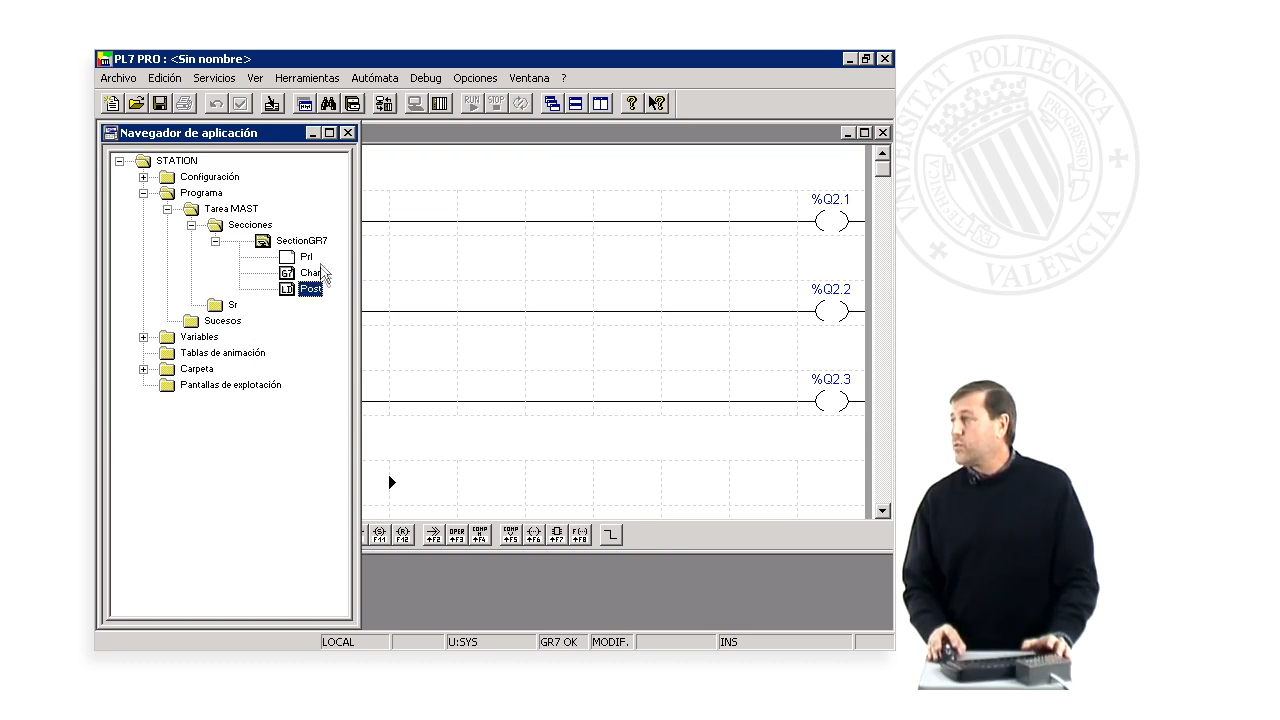 PL7 PRO : <Sin nombre>
Archivo Edición Servicios Ver Herramientas Autómata Debug Opciones Ventana ?
RUN STOP
Navegador de aplicación
STATION
Configuración
Programa
Tarea MAST
Secciones
SectionGR7
Prl
G7 Char
LD Post
Sr
Sucesos
Variables
Tablas de animación
Carpeta
Pantallas de explotación
%Q2.1
%Q2.2
%Q2.3
F11 F12 F2 OPER F3 COMP F4 COMP F5 F6 F7 F8
LOCAL U:SYS GR7 OK MODIF. INS
UNIVERSITAT POLITÈCNICA VALÈNCIA